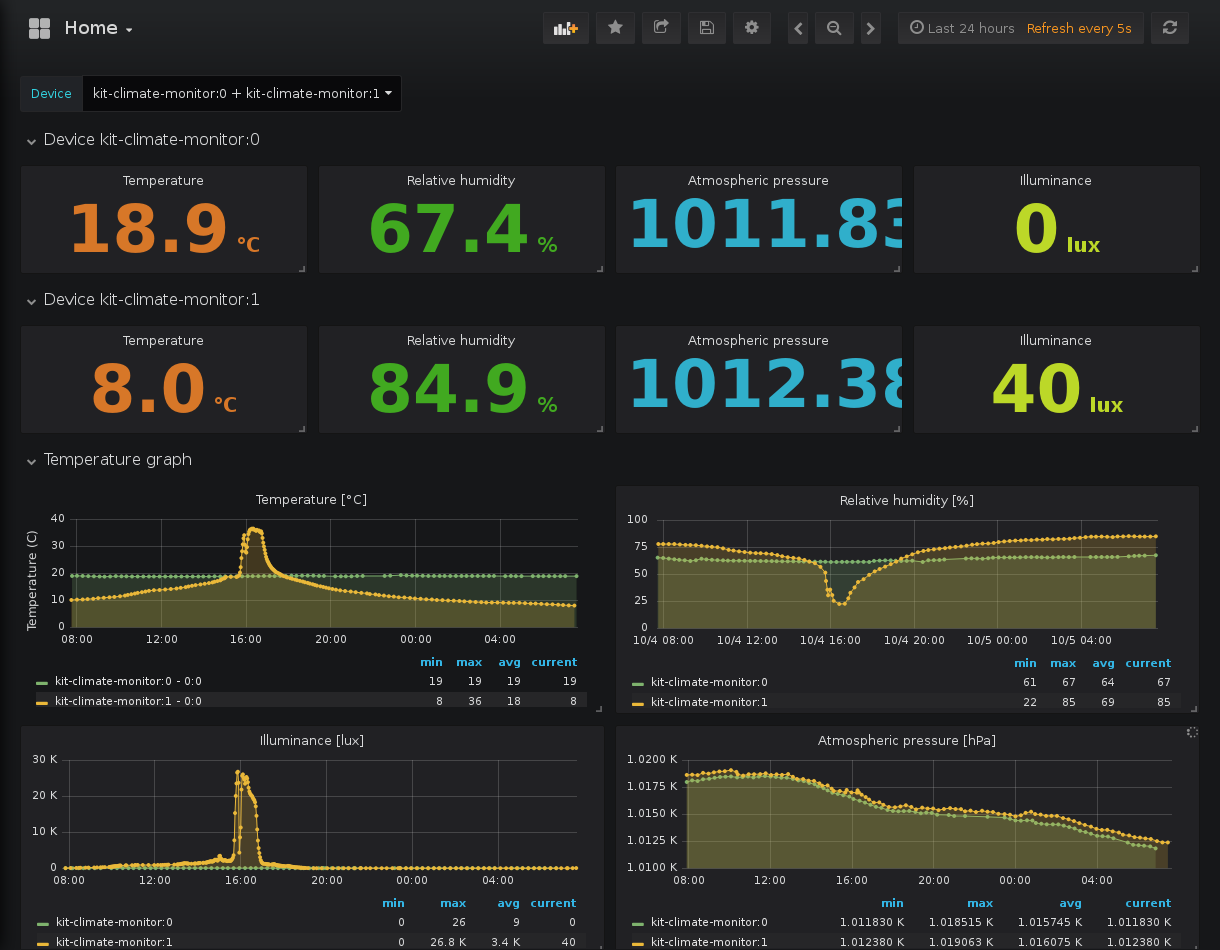 Home
Last 24 hours Refresh every 5s
Device kit-climate-monitor:0 + kit-climate-monitor:1
Device kit-climate-monitor:0
Temperature Relative humidity Atmospheric pressure Illuminance
18.9 °C 67.4 % 1011.83 0 lux
Device kit-climate-monitor:1
Temperature Relative humidity Atmospheric pressure Illuminance
8.0 °C 84.9 % 1012.38 40 lux
Temperature graph
Temperature [°C]
Temperature (C)
40
30
20
10
0
08:00 12:00 16:00 20:00 00:00 04:00
min max avg current
kit-climate-monitor:0 - 0:0 19 19 19 19
kit-climate-monitor:1 - 0:0 8 36 18 8
Relative humidity [%]
100
75
50
25
0
10/4 08:00 10/4 12:00 10/4 16:00 10/4 20:00 10/5 00:00 10/5 04:00
min max avg current
kit-climate-monitor:0 61 67 64 67
kit-climate-monitor:1 22 85 69 85
Illuminance [lux]
30 K
20 K
10 K
0
08:00 12:00 16:00 20:00 00:00 04:00
min max avg current
kit-climate-monitor:0 0 26 9 0
kit-climate-monitor:1 0 26.8 K 3.4 K 40
Atmospheric pressure [hPa]
1.0200 K
1.0175 K
1.0150 K
1.0125 K
1.0100 K
08:00 12:00 16:00 20:00 00:00 04:00
min max avg current
kit-climate-monitor:0 1.011830 K 1.018515 K 1.015745 K 1.011830 K
kit-climate-monitor:1 1.012380 K 1.019063 K 1.016075 K 1.012380 K